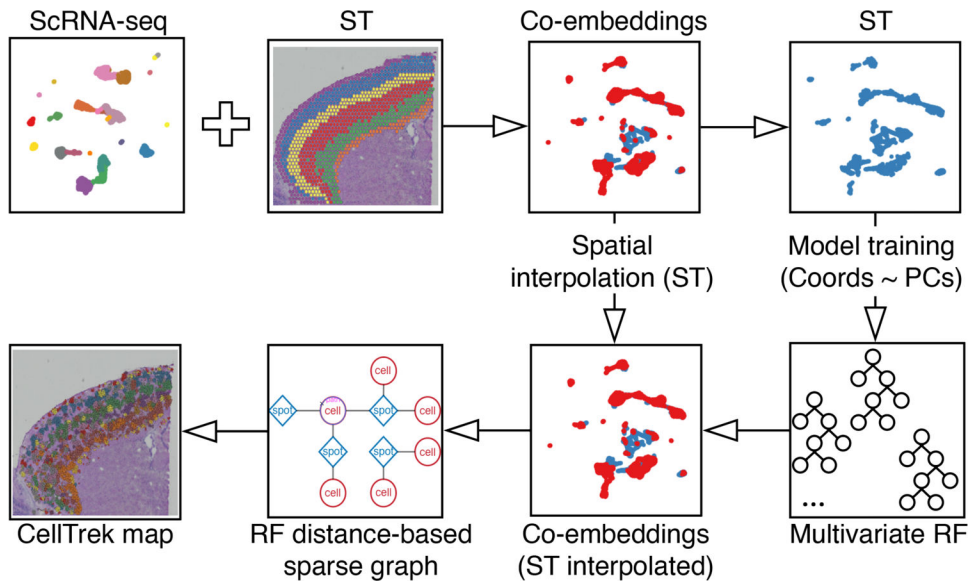 ScRNA-seq
ST
Co-embeddings
ST
Spatial
interpolation (ST)
Model training
(Coords ~ PCs)
cell
spot
cell
spot
cell
spot
spot
cell
cell
cell
...
CellTrek map
RF distance-based
sparse graph
Co-embeddings
(ST interpolated)
Multivariate RF